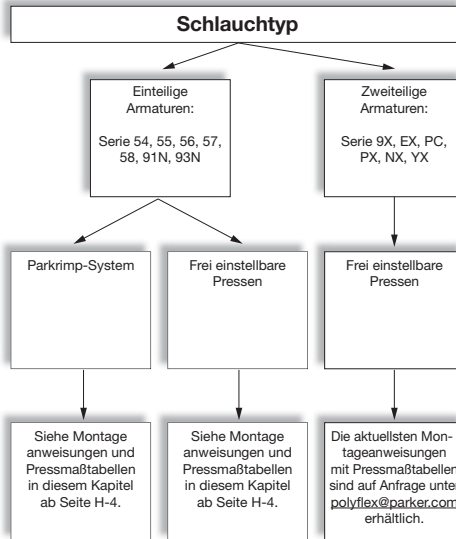 Schlauchtyp
Einteilige
Armaturen:
Serie 54, 55, 56, 57,
58, 91N, 93N
Zweiteilige
Armaturen:
Serie 9X, EX, PC,
PX, NX, YX
Parkrimp-System
Frei einstellbare
Pressen
Frei einstellbare
Pressen
Siehe Montage
anweisungen und
Pressmaßtabellen
in diesem Kapitel
ab Seite H-4.
Siehe Montage
anweisungen und
Pressmaßtabellen
in diesem Kapitel
ab Seite H-4.
Die aktuellsten Mon-
tageanweisungen
mit Pressmaßtabellen
sind auf Anfrage unter
polyflex@parker.com
erhältlich.